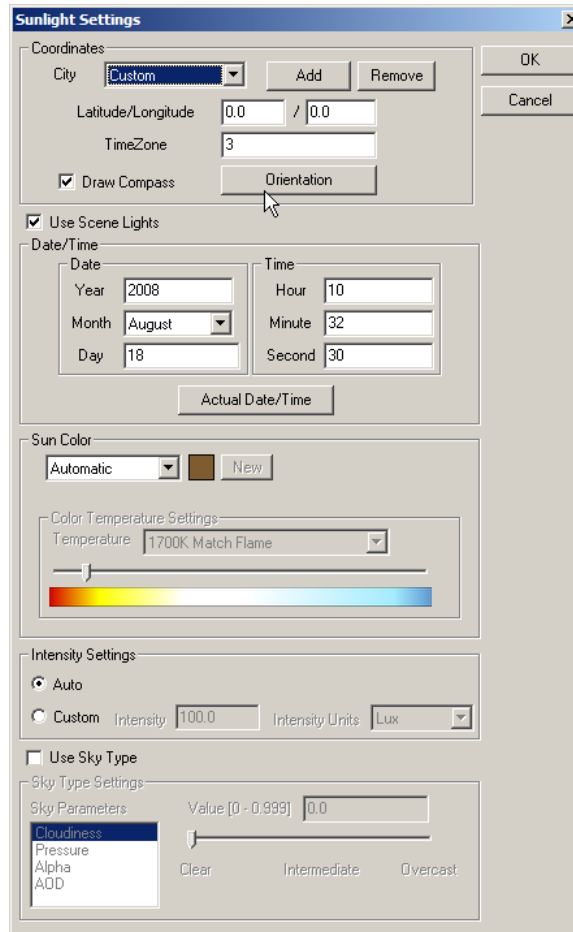 Sunlight Settings
Coordinates
OK
City Custom Add Remove
Cancel
Latitude/Longitude 0.0 / 0.0
TimeZone 3
Draw Compass Orientation
Use Scene Lights
Date/Time
Date Time
Year 2008 Hour 10
Month August Minute 32
Day 18 Second 30
Actual Date/Time
Sun Color
Automatic New
Color Temperature Settings
Temperature 1700K Match Flame
Intensity Settings
Auto
Custom Intensity 100.0 Intensity Units Lux
Use Sky Type
Sky Type Settings
Sky Parameters Value [0 - 0.999] 0.0
Cloudiness
Pressure
Alpha Clear Intermediate Overcast
AOD